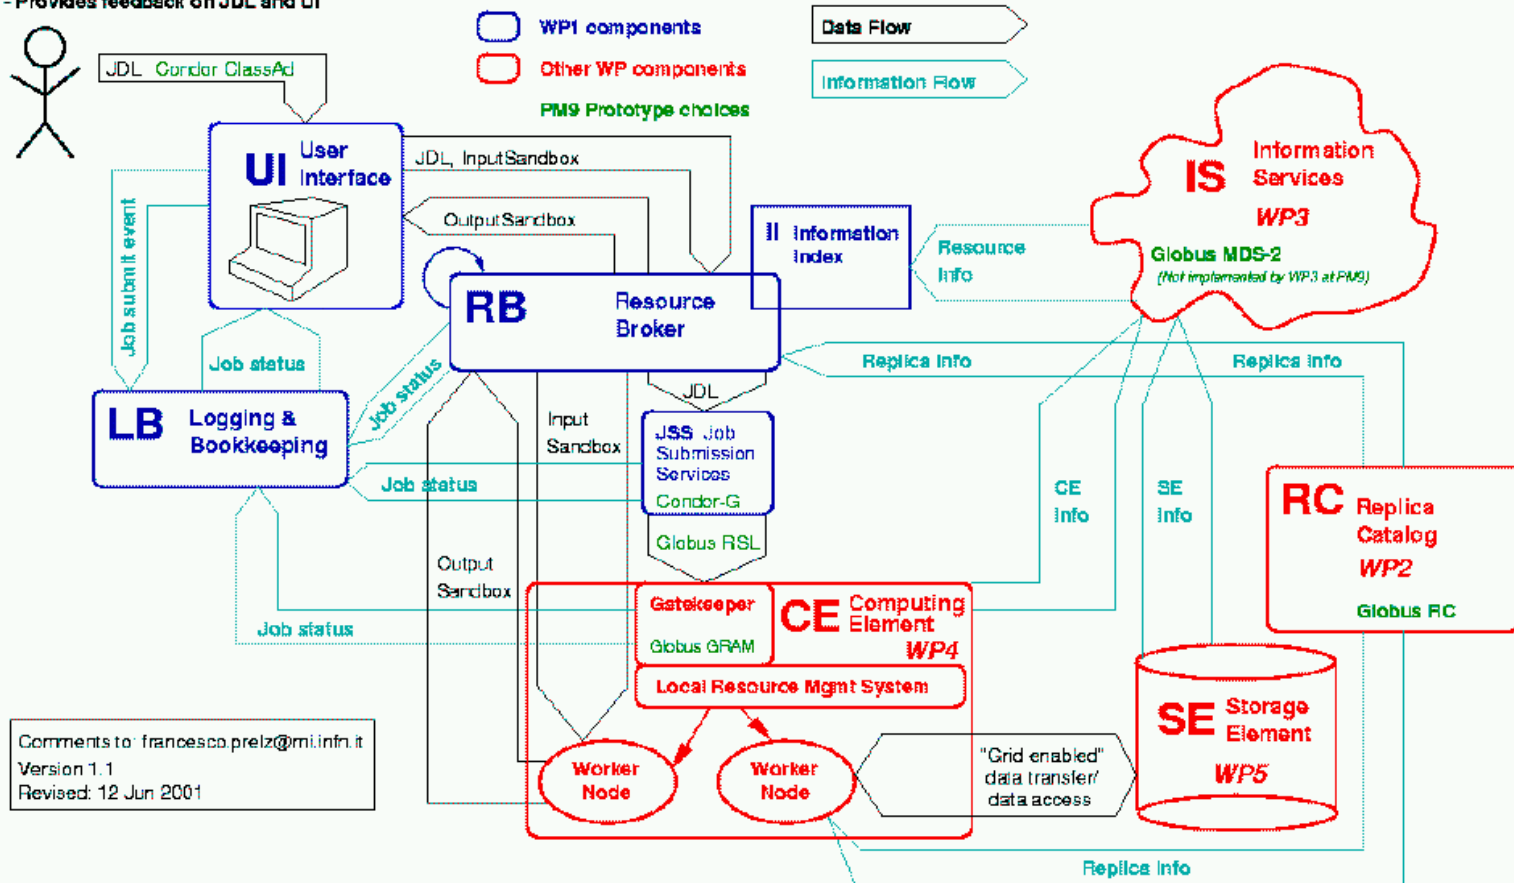 - Provides feedback on JDL and UI
WP1 components
Other WP components
PM9 Prototype choices
Data Flow
Information Flow
JDL Condor ClassAd
UI User
Interface
JDL, InputSandbox
OutputSandbox
Job submit event
II Information
Index
Resource
Info
IS Information
Services
WP3
Globus MDS-2
(Not implemented by WP3 at PM9)
RB Resource
Broker
Job status
Job status
Replica Info
Replica Info
JDL
LB Logging &
Bookkeeping
Input
Sandbox
JSS Job
Submission
Services
Condor-G
Job status
Globus RSL
CE
Info
SE
Info
RC Replica
Catalog
WP2
Globus RC
Output
Sandbox
Job status
Gatekeeper
Globus GRAM
CE Computing
Element
WP4
Local Resource Mgmt System
Worker
Node
Worker
Node
"Grid enabled"
data transfer/
data access
SE Storage
Element
WP5
Comments to: francesco.prelz@mi.infn.it
Version 1.1
Revised: 12 Jun 2001
Replica Info